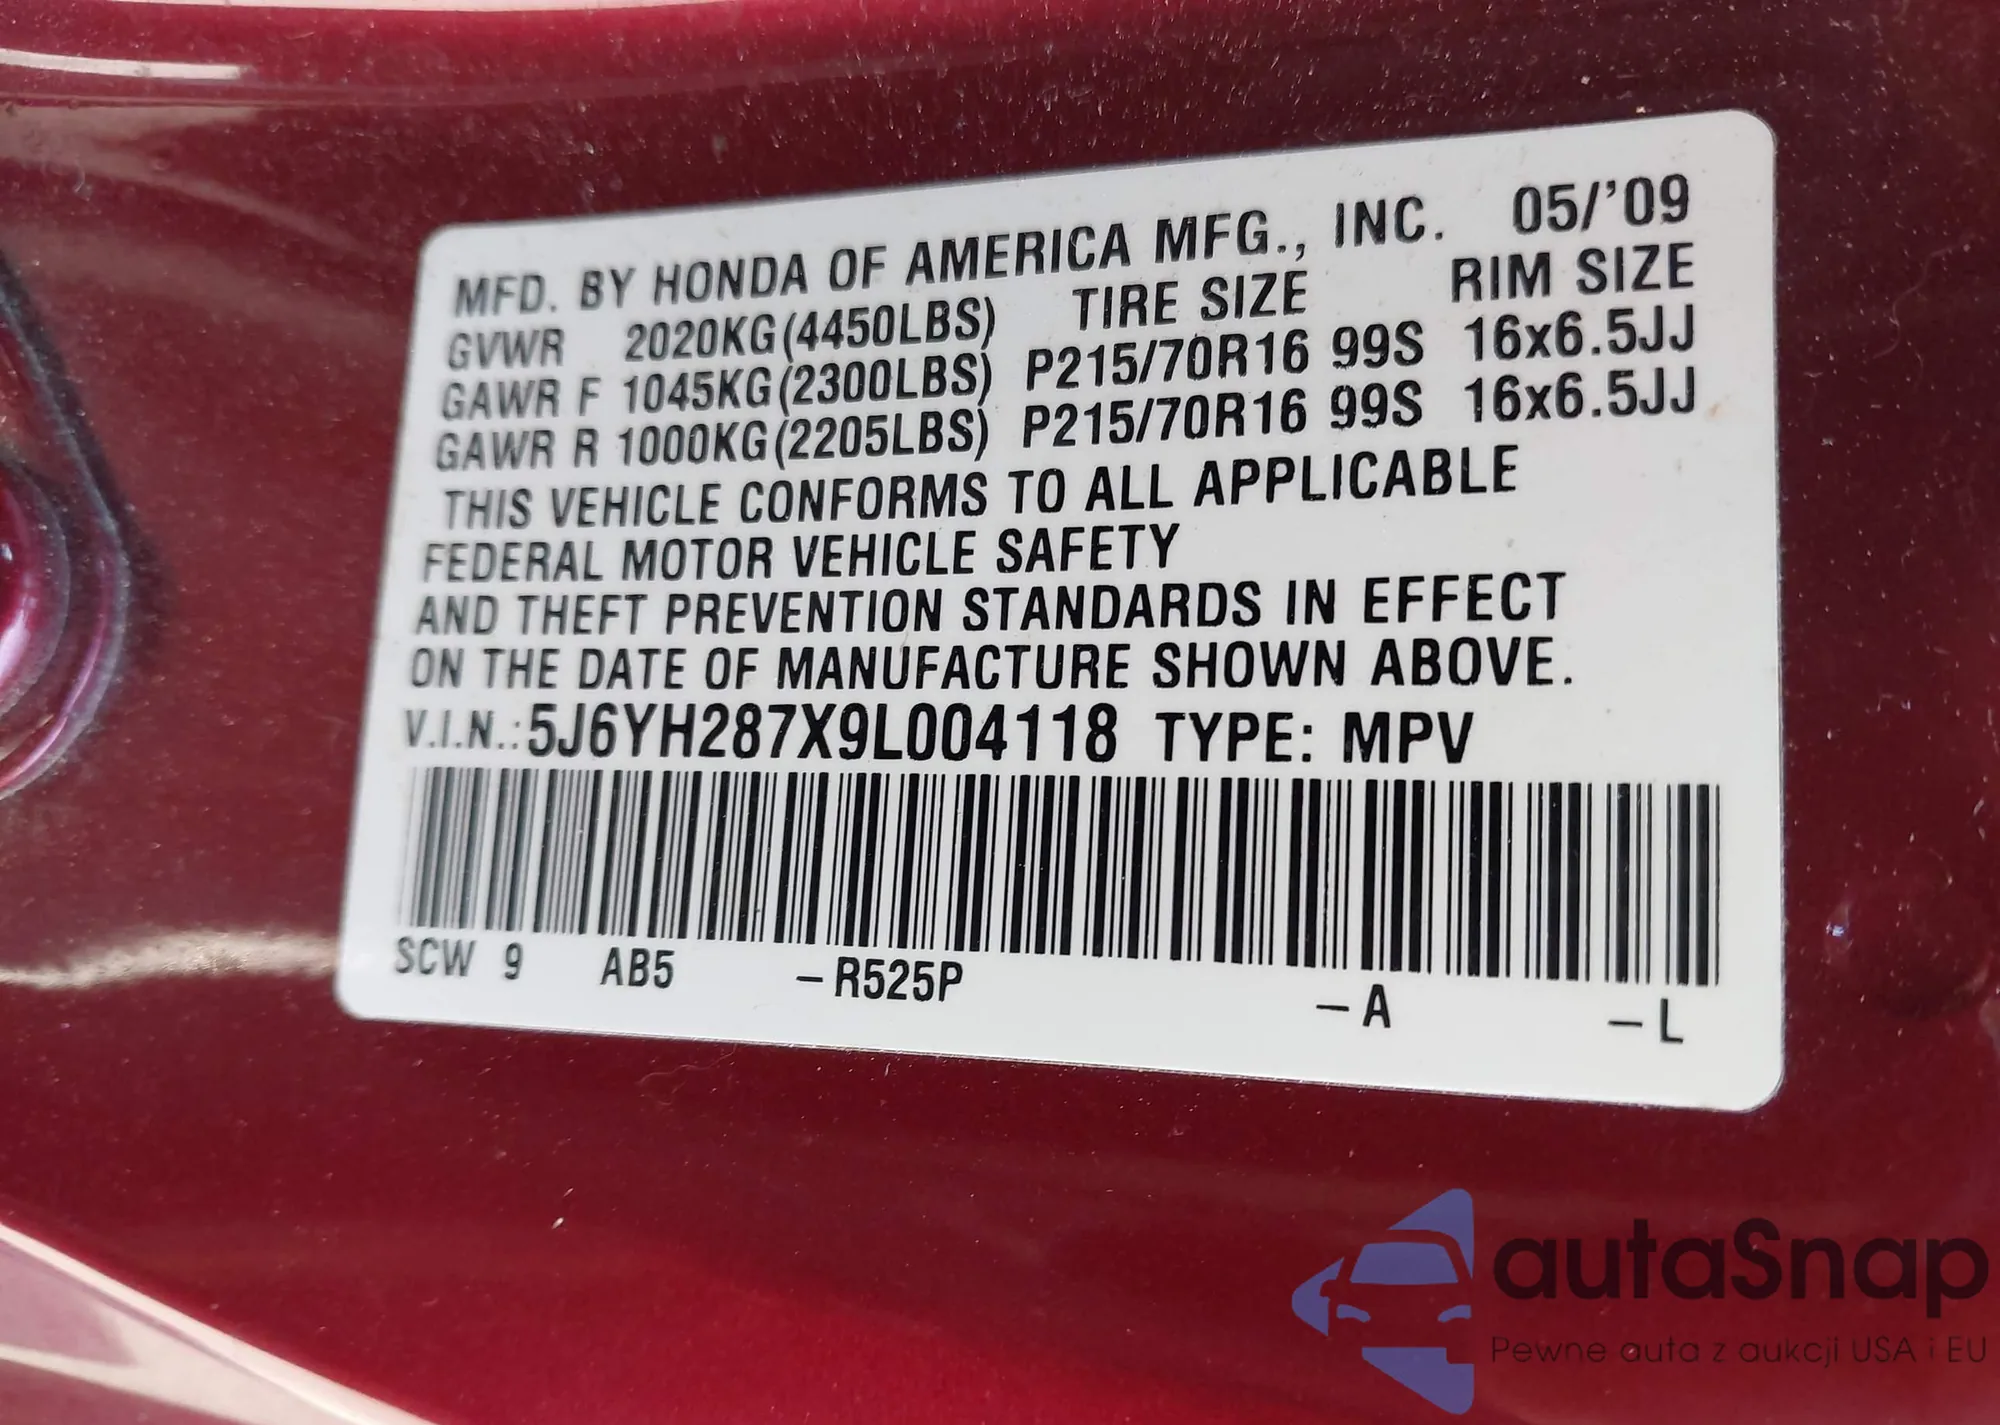 MFD. BY HONDA OF AMERICA MFG., INC. 05/'09
GVWR 2020KG(4450LBS) TIRE SIZE RIM SIZE
GAWR F 1045KG(2300LBS) P215/70R16 99S 16x6.5JJ
GAWR R 1000KG(2205LBS) P215/70R16 99S 16x6.5JJ
THIS VEHICLE CONFORMS TO ALL APPLICABLE
FEDERAL MOTOR VEHICLE SAFETY
AND THEFT PREVENTION STANDARDS IN EFFECT
ON THE DATE OF MANUFACTURE SHOWN ABOVE.
V.I.N.: 5J6YH287X9L004118 TYPE: MPV
SCW 9 AB5 -R525P -A -L
autaSnap
Pewne auta z aukcji USA i EU